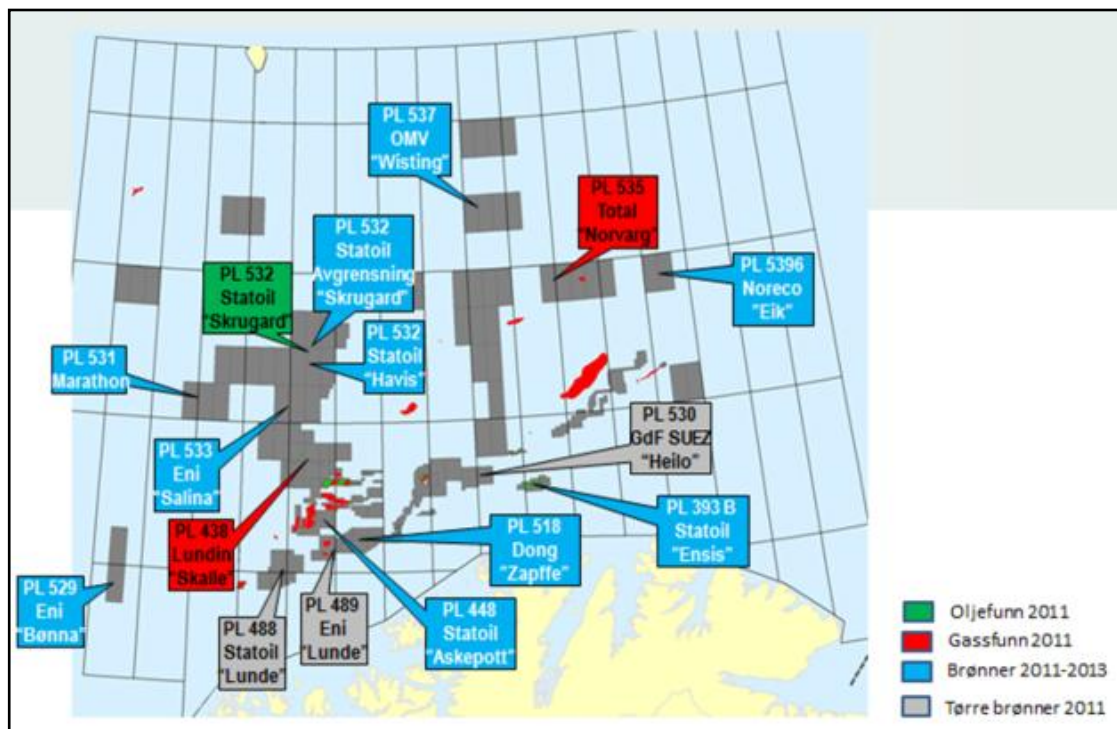 PL 537
OMV
"Wisting"
PL 535
Total
"Norvarg"
PL 532
Statoil
Avgrensning
"Skrugard"
PL 532
Statoil
"Skrugard"
PL 5396
Noreco
"Eik"
PL 532
Statoil
"Havis"
PL 531
Marathon
PL 530
GdF SUEZ
"Heilo"
PL 533
Eni
"Salina"
PL 393 B
Statoil
"Ensis"
PL 438
Lundin
"Skalle"
PL 518
Dong
"Zapffe"
PL 529
Eni
"Bønna"
PL 489
Eni
"Lunde"
PL 448
Statoil
"Askepott"
PL 488
Statoil
"Lunde"
Oljefunn 2011
Gassfunn 2011
Brønner 2011-2013
Tørre brønner 2011